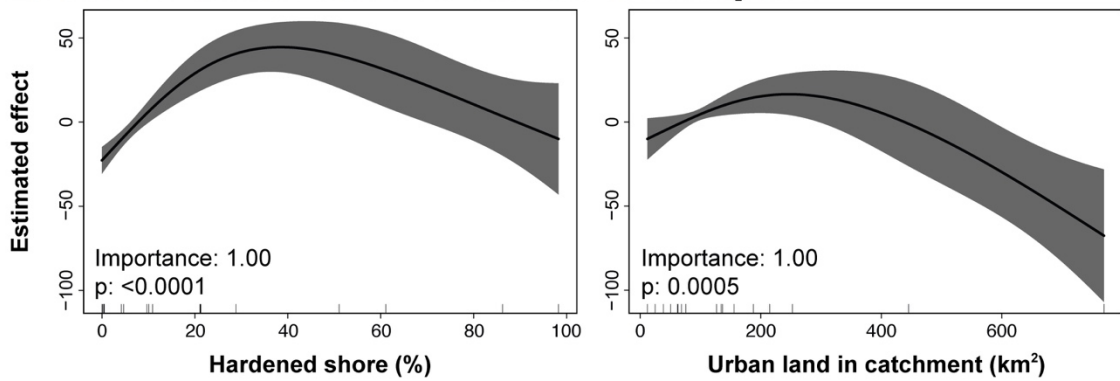 Estimated effect
50
0
−50
−100
Importance: 1.00
p: <0.0001
0 20 40 60 80 100
Hardened shore (%)
50
0
−50
−100
Importance: 1.00
p: 0.0005
0 200 400 600
Urban land in catchment (km²)